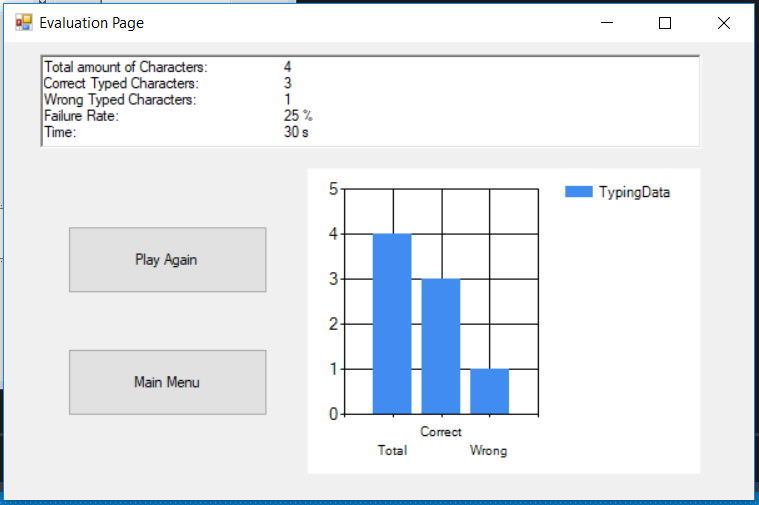 Evaluation Page
Total amount of Characters: 4
Correct Typed Characters: 3
Wrong Typed Characters: 1
Failure Rate: 25 %
Time: 30 s
Play Again
Main Menu
TypingData
5
4
3
2
1
0
Correct
Total Wrong